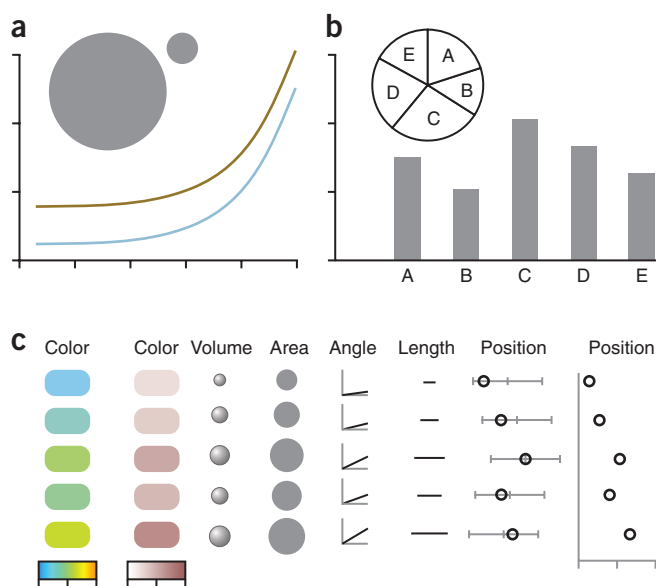 a
b
E A
D B
C
A B C D E
c
Color Color Volume Area Angle Length Position Position